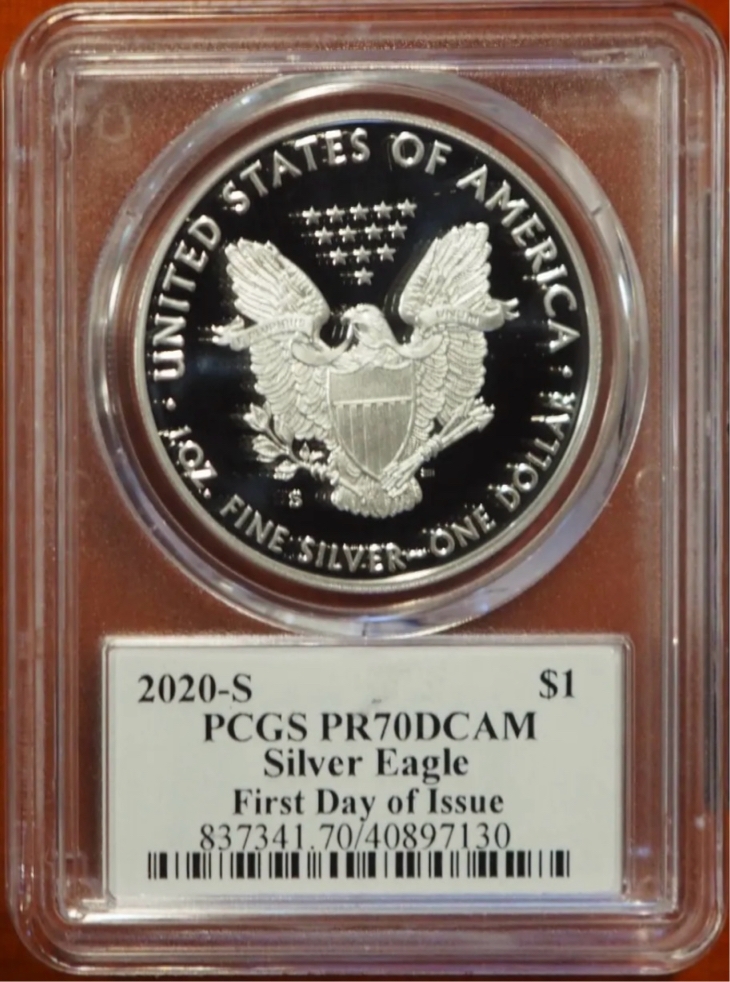 UNITED STATES OF AMERICA
1 OZ. FINE SILVER~ONE DOLLAR
S
2020-S $1
PCGS PR70DCAM
Silver Eagle
First Day of Issue
837341.70/40897130